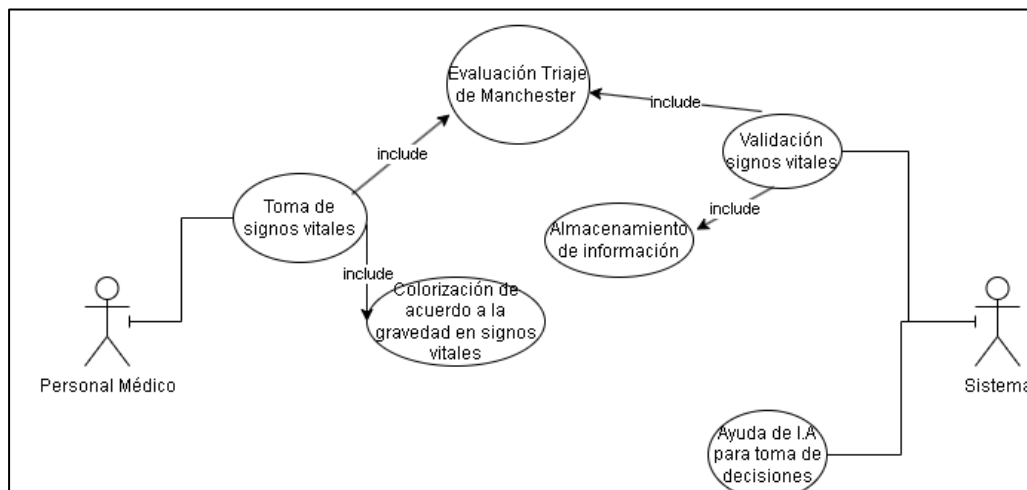 Evaluación Triaje
de Manchester
include
Validación
signos vitales
include
include
Toma de
signos vitales
Almacenamiento
de información
include
Colorización de
acuerdo a la
gravedad en signos
vitales
Personal Médico
Sistema
Ayuda de I.A
para toma de
decisiones